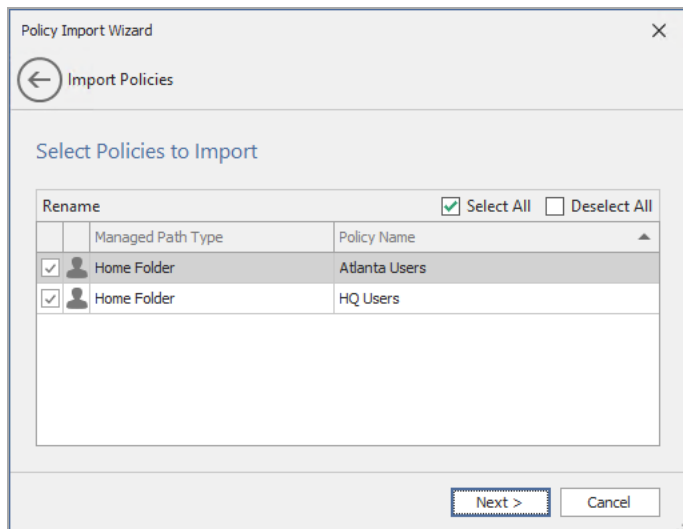 Policy Import Wizard
Import Policies
Select Policies to Import
Rename Select All Deselect All
Managed Path Type Policy Name
Home Folder Atlanta Users
Home Folder HQ Users
Next > Cancel